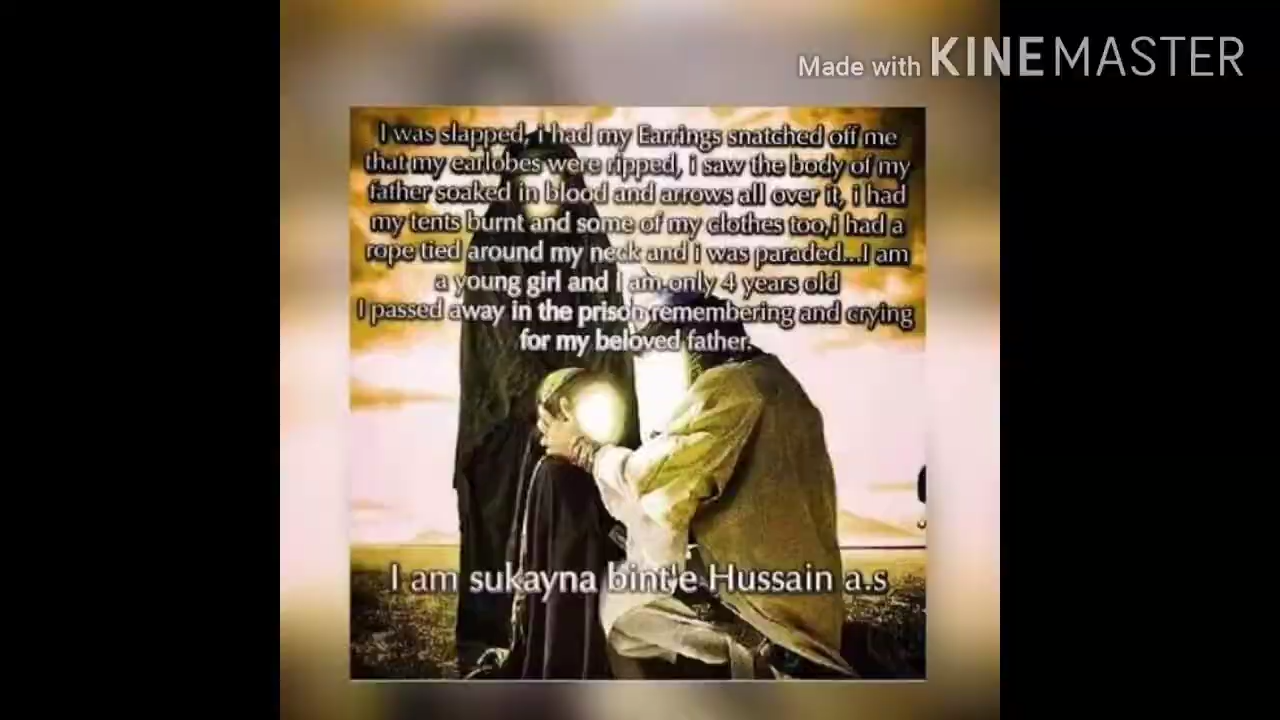 Made with KINEMASTER
I was slapped, i had my Earrings snatched off me
that my earlobes were ripped, i saw the body of my
father soaked in blood and arrows all over it, i had
my tents burnt and some of my clothes too,i had a
rope tied around my neck and i was paraded...I am
a young girl and I am only 4 years old
I passed away in the prison remembering and crying
for my beloved father.
I am sukayna bint'e Hussain a.s